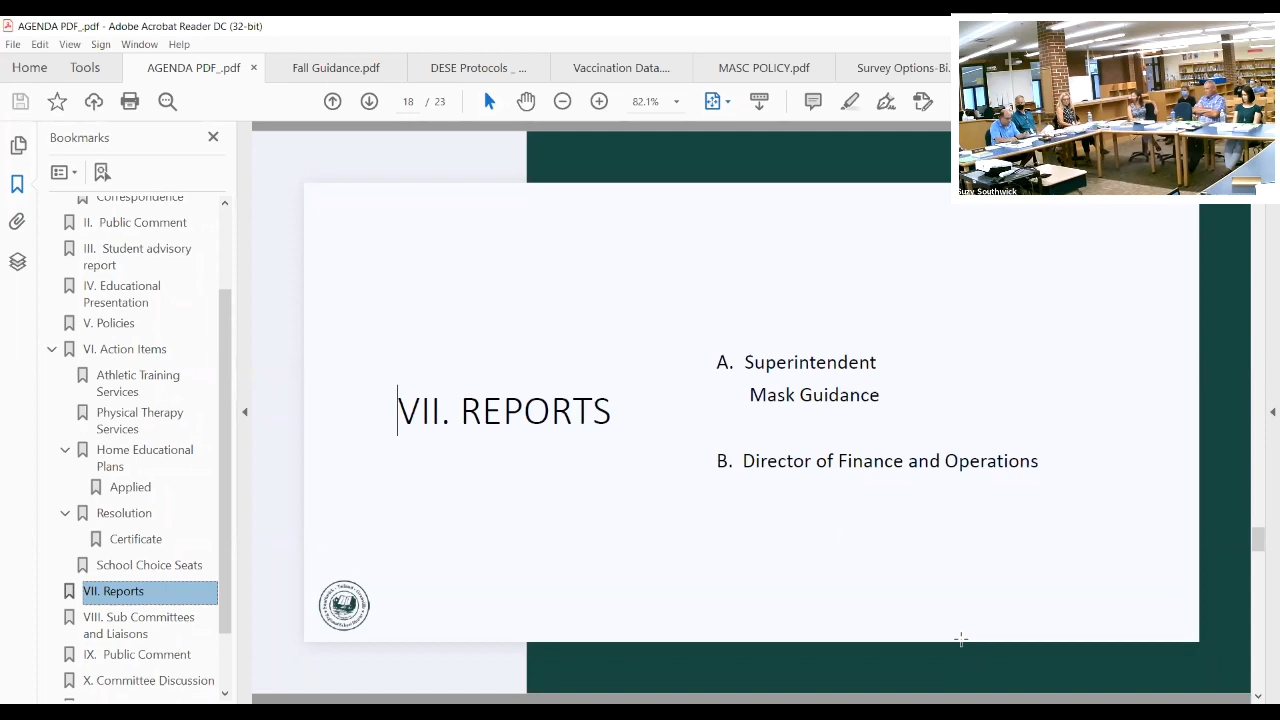 AGENDA PDF_.pdf - Adobe Acrobat Reader DC (32-bit)
File Edit View Sign Window Help
Home Tools AGENDA PDF_.pdf × Fall Guidance.pdf DESE Protocol Vaccination Data.... MASC POLICY.pdf Survey Options-Bi...
18 / 23 82.1%
Bookmarks
Correspondence
II. Public Comment
III. Student advisory
report
IV. Educational
Presentation
V. Policies
VI. Action Items
Athletic Training
Services
Physical Therapy
Services
Home Educational
Plans
Applied
Resolution
Certificate
School Choice Seats
VII. Reports
VIII. Sub Committees
and Liaisons
IX. Public Comment
X. Committee Discussion
VII. REPORTS
A. Superintendent
Mask Guidance
B. Director of Finance and Operations
Suzy Southwick